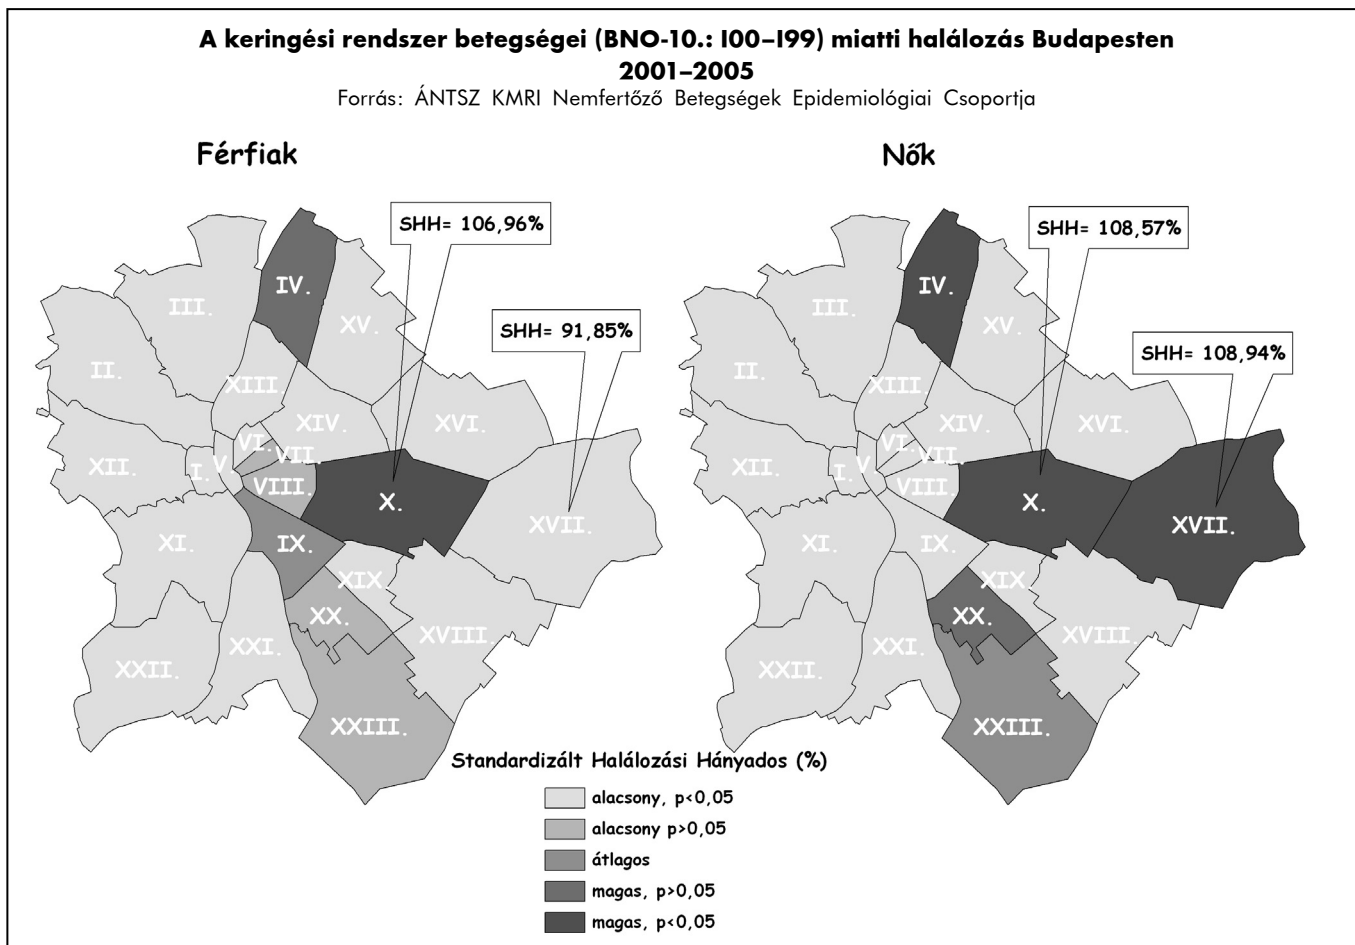 A keringési rendszer betegségei (BNO-10.: I00–I99) miatti halálozás Budapesten
2001–2005
Forrás: ÁNTSZ KMRI Nemfertőző Betegségek Epidemiológiai Csoportja
Férfiak
SHH= 106,96%
SHH= 91,85%
IV.
III.
XV.
II.
XIII
XIV.
XVI.
VI.
VII.
XII.
I.
V.
VIII.
X.
XVII.
XI.
IX.
XIX.
XX.
XVIII.
XXI.
XXII.
XXIII.
Nők
SHH= 108,57%
SHH= 108,94%
IV.
III.
XV.
II.
XIII
XIV.
XVI.
VI.
VII
XII.
I.
V.
VIII.
X.
XVII.
XI.
IX.
XIX.
XX.
XVIII.
XXI.
XXII.
XXIII.
Standardizált Halálozási Hányados (%)
alacsony, p<0,05
alacsony p>0,05
átlagos
magas, p>0,05
magas, p<0,05